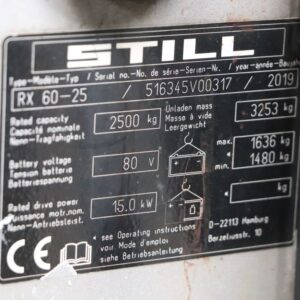 STILL
Type-Modèle-Typ / Serial no.-No. de série-Serien-Nr. / year-année-Baujahr
RX 60-25 / 516345V00317 / 2019
Rated capacity
Capacité nominale
Nenn-Tragfähigkeit
2500 kg
Unladen mass
Masse à vide
Leergewicht
3253 kg
Battery voltage
Tension batterie
Batteriespannung
80 V
max. 1636 kg
min. 1480 kg
Rated drive power
Puissance motr.nom.
Nenn-Antriebsleist.
15.0 kW
+ kg
CE
* see Operating instructions
voir Mode d'emploi
siehe Betriebsanleitung
D-22113 Hamburg
Berzeliusstr. 10